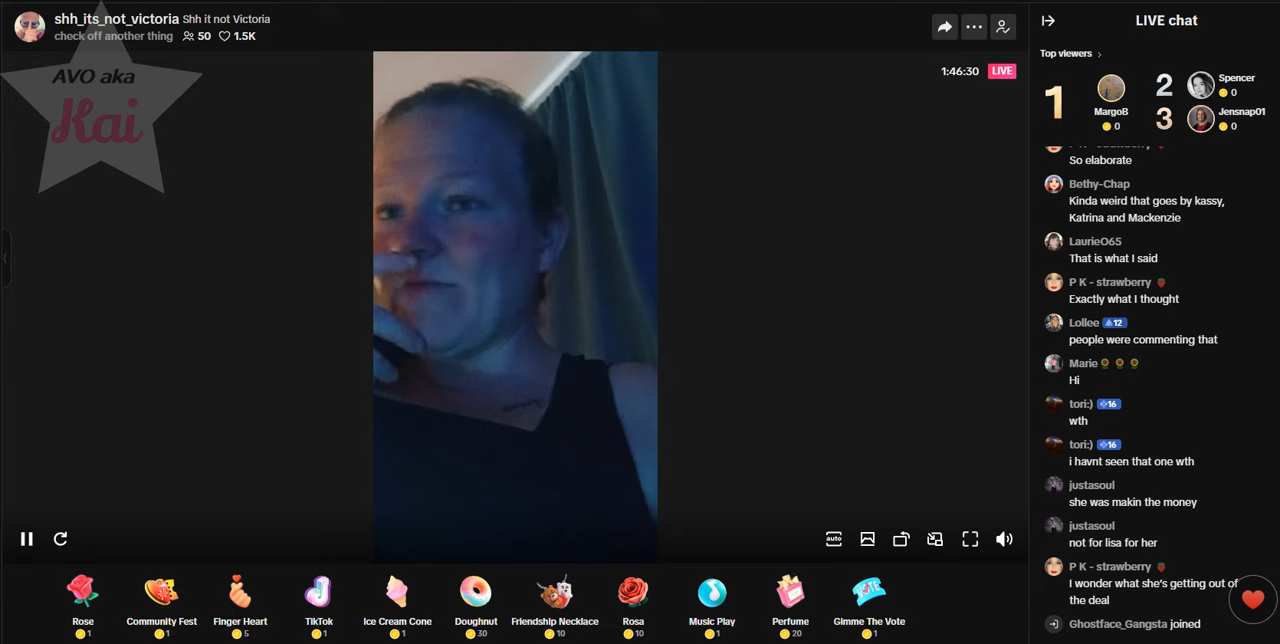 shh_its_not_victoria Shh it not Victoria
check off another thing 50 1.5K
AVO aka
Kai
1:46:30 LIVE
auto
Rose
1
Community Fest
1
Finger Heart
5
TikTok
1
Ice Cream Cone
1
Doughnut
30
Friendship Necklace
10
Rosa
10
Music Play
1
Perfume
20
VOTE
Gimme The Vote
1
LIVE chat
Top viewers >
1
MargoB
0
2
Spencer
0
3
Jensnap01
0
So elaborate
Bethy-Chap
Kinda weird that goes by kassy,
Katrina and Mackenzie
LaurieO65
That is what I said
P K - strawberry
Exactly what I thought
Lollee 12
people were commenting that
Marie
Hi
tori:) 16
wth
tori:) 16
i havnt seen that one wth
justasoul
she was makin the money
justasoul
not for lisa for her
P K - strawberry
I wonder what she's getting out of
the deal
Ghostface_Gangsta joined